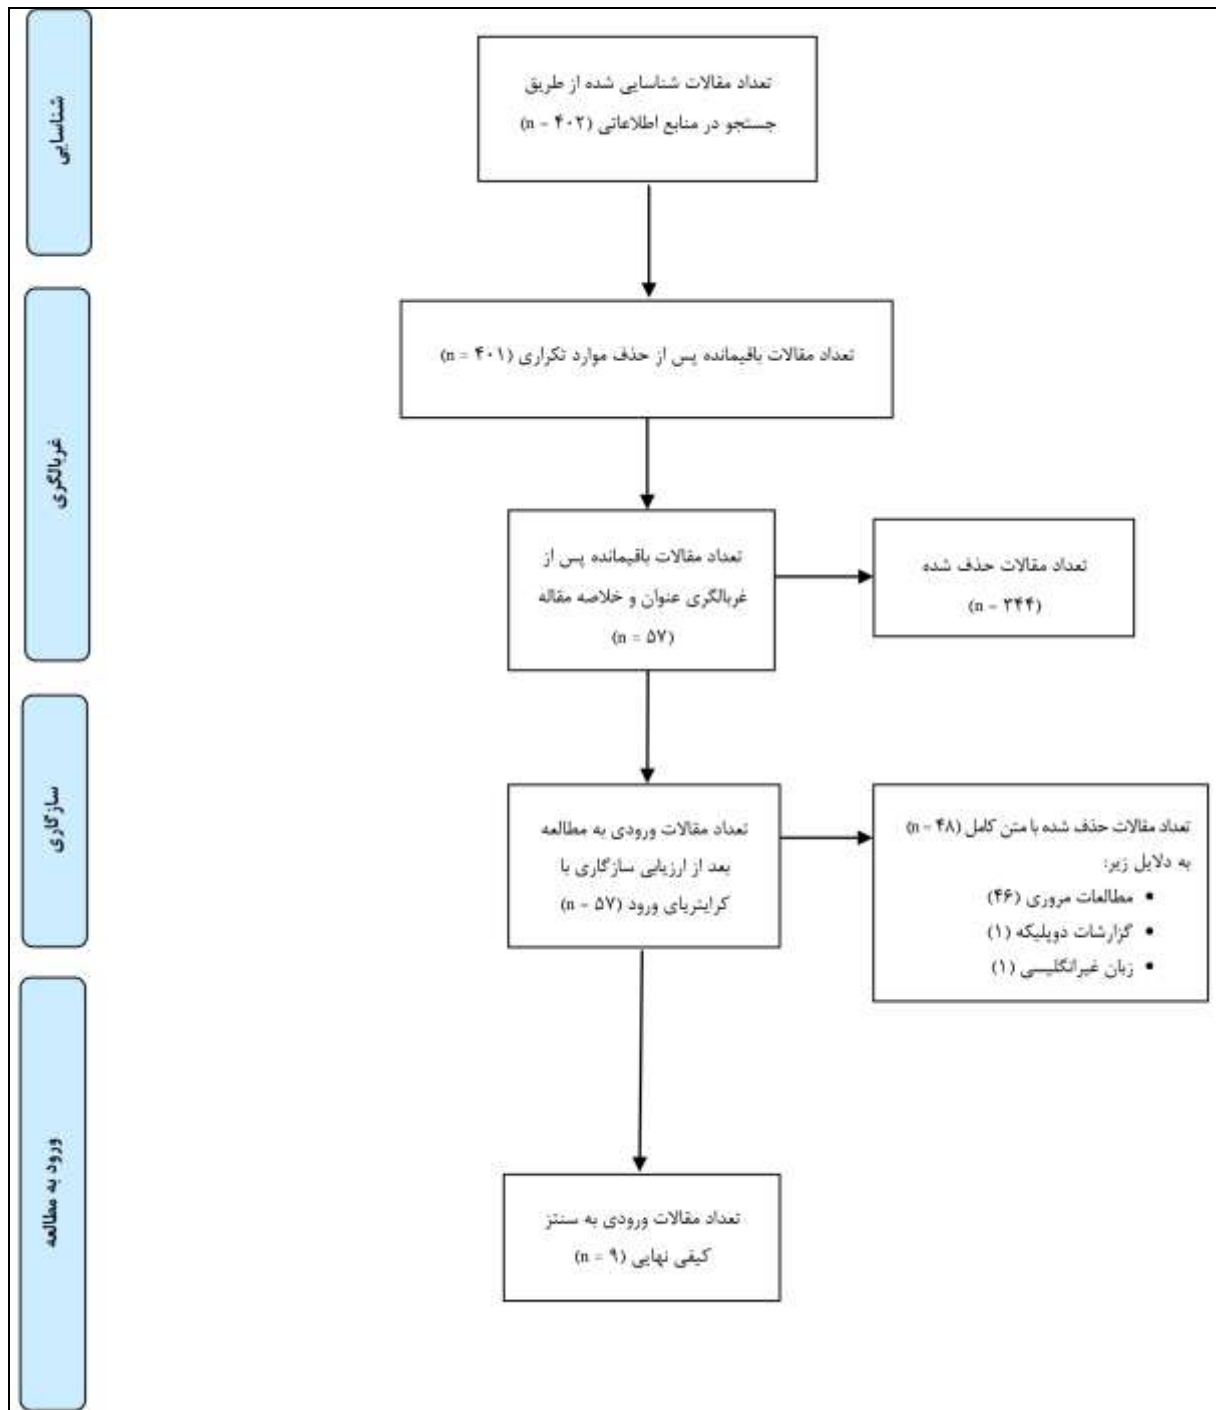 شناسایی
تعداد مقالات شناسایی شده از طریق
جستجو در منابع اطلاعاتی (n = ۴۰۲)
غربالگری
تعداد مقالات باقیمانده پس از حذف موارد تکراری (n = ۴۰۱)
تعداد مقالات باقیمانده پس از
غربالگری عنوان و خلاصه مقاله
(n = ۵۷)
تعداد مقالات حذف شده
(n = ۳۴۴)
سازگاری
تعداد مقالات ورودی به مطالعه
بعد از ارزیابی سازگاری با
کرایتریای ورود (n = ۵۷)
تعداد مقالات حذف شده با متن کامل (n = ۴۸)
به دلایل زیر:
• مطالعات مروری (۴۶)
• گزارشات دوپلیکه (۱)
• زبان غیرانگلیسی (۱)
ورود به مطالعه
تعداد مقالات ورودی به سنتز
کیفی نهایی (n = ۹)